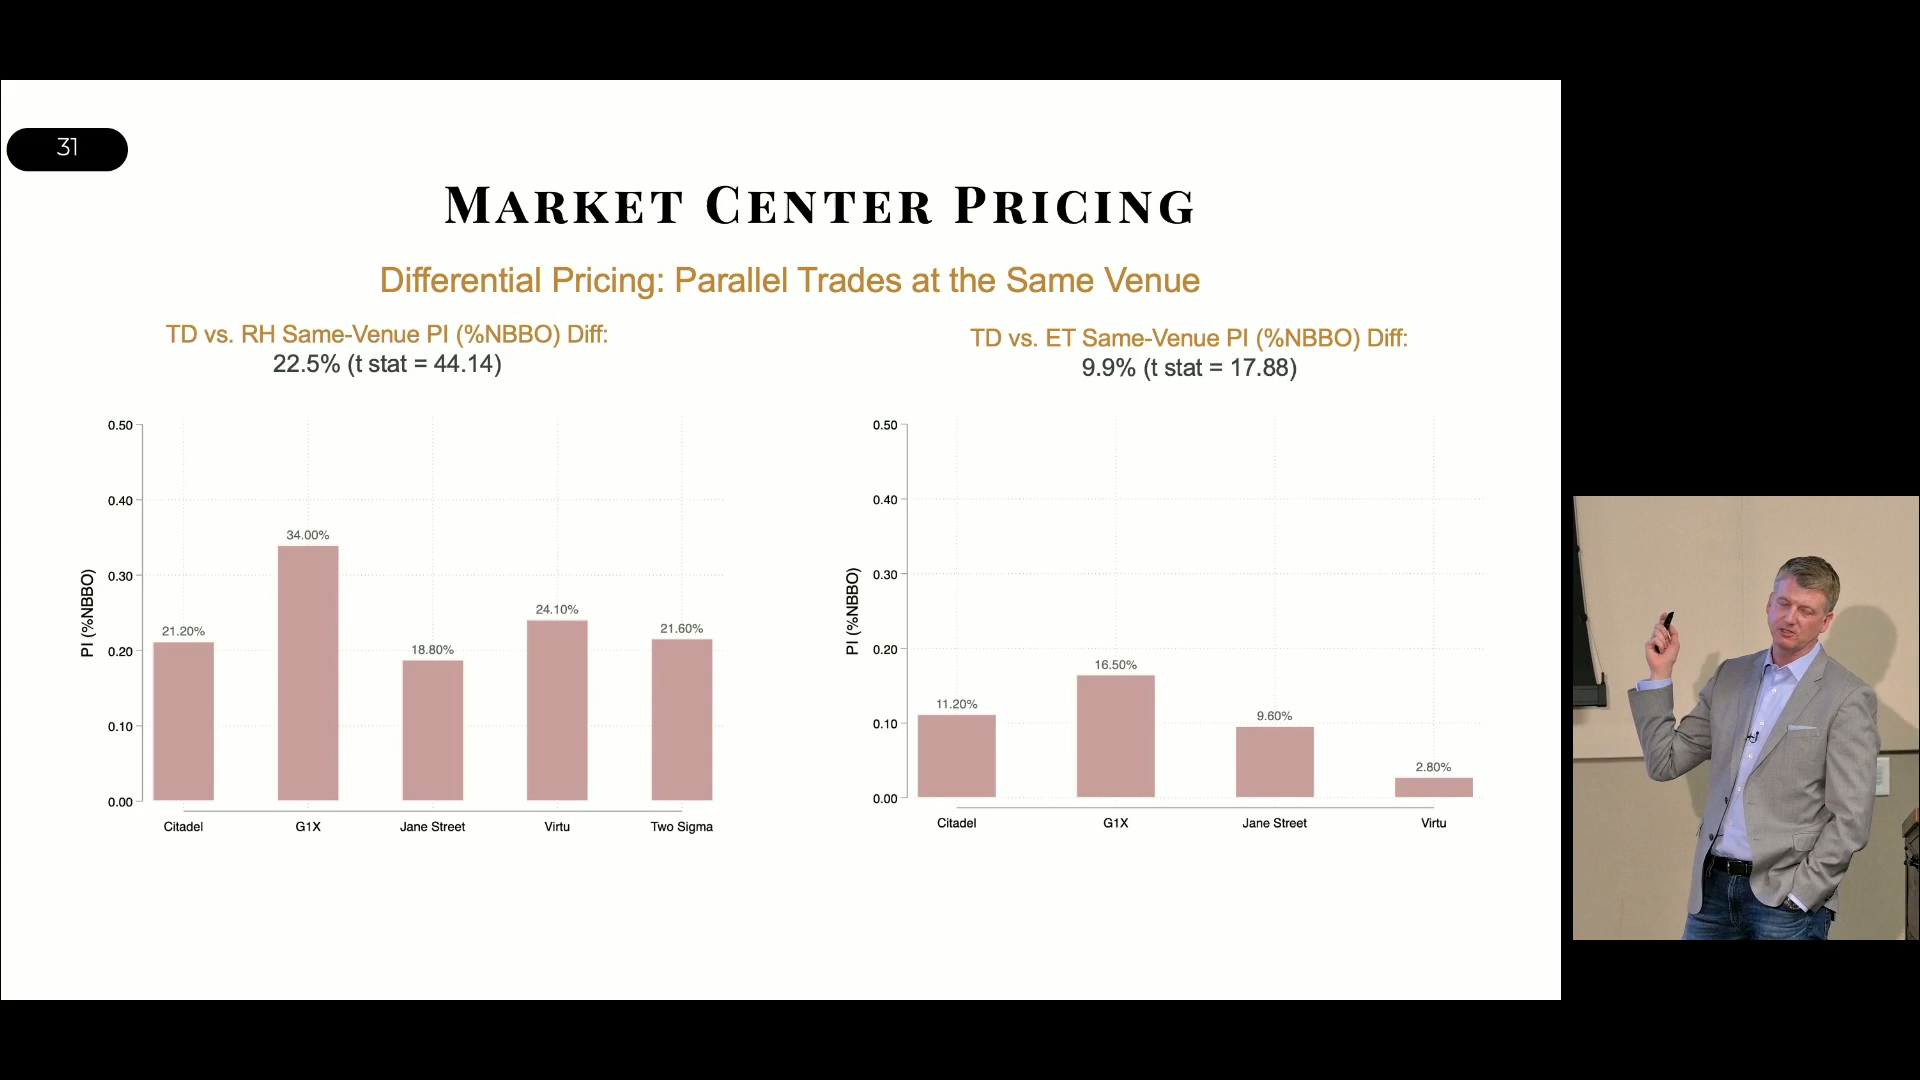 31
MARKET CENTER PRICING
Differential Pricing: Parallel Trades at the Same Venue
TD vs. RH Same-Venue PI (%NBBO) Diff:
22.5% (t stat = 44.14)
PI (%NBBO)
0.50
0.40
0.30
0.20
0.10
0.00
21.20%
34.00%
18.80%
24.10%
21.60%
Citadel
G1X
Jane Street
Virtu
Two Sigma
TD vs. ET Same-Venue PI (%NBBO) Diff:
9.9% (t stat = 17.88)
PI (%NBBO)
0.50
0.40
0.30
0.20
0.10
0.00
11.20%
16.50%
9.60%
2.80%
Citadel
G1X
Jane Street
Virtu